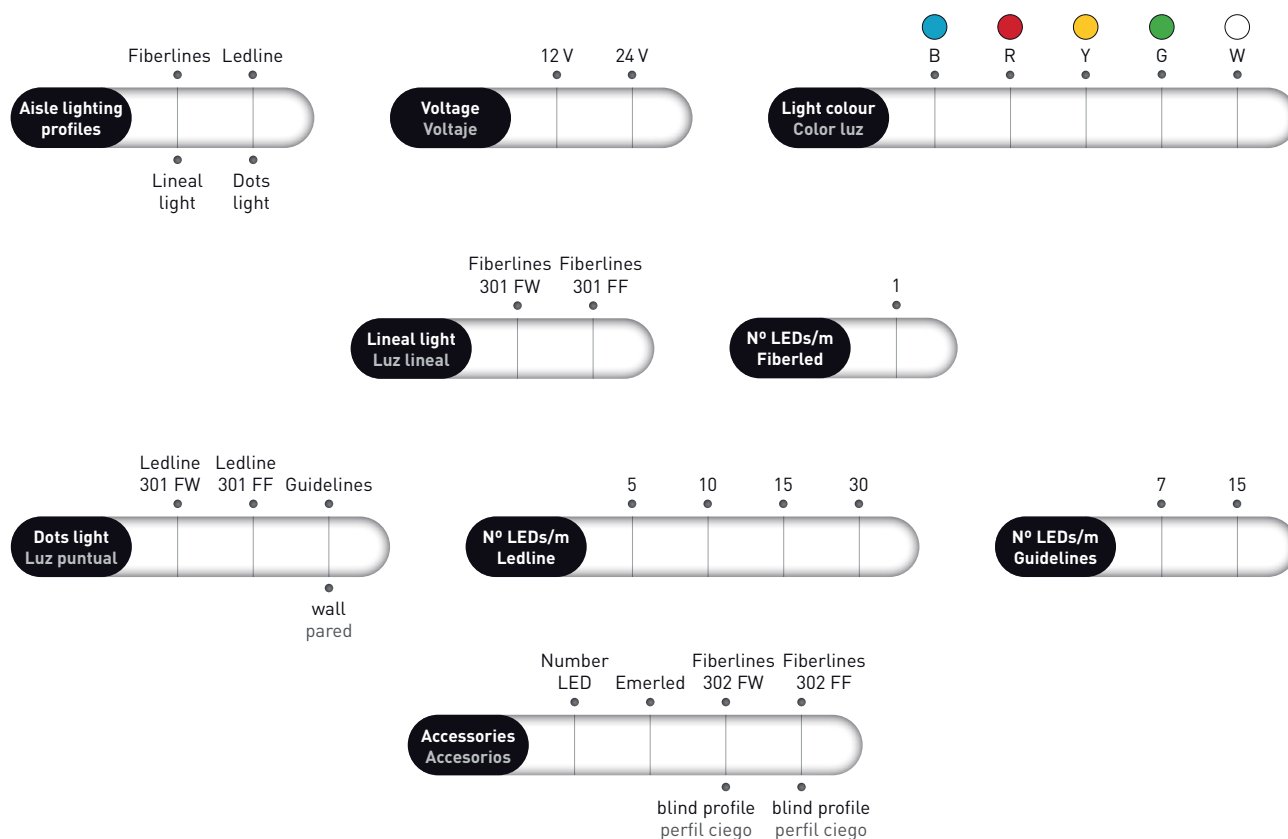 B R Y G W
Fiberlines Ledline
12 V 24 V
Aisle lighting
profiles
Voltage
Voltaje
Light colour
Color luz
Lineal
light
Dots
light
Fiberlines
301 FW
Fiberlines
301 FF
1
Lineal light
Luz lineal
Nº LEDs/m
Fiberled
Ledline
301 FW
Ledline
301 FF
Guidelines
5 10 15 30
7 15
Dots light
Luz puntual
Nº LEDs/m
Ledline
Nº LEDs/m
Guidelines
wall
pared
Number
LED
Emerled
Fiberlines
302 FW
Fiberlines
302 FF
Accessories
Accesorios
blind profile
perfil ciego
blind profile
perfil ciego